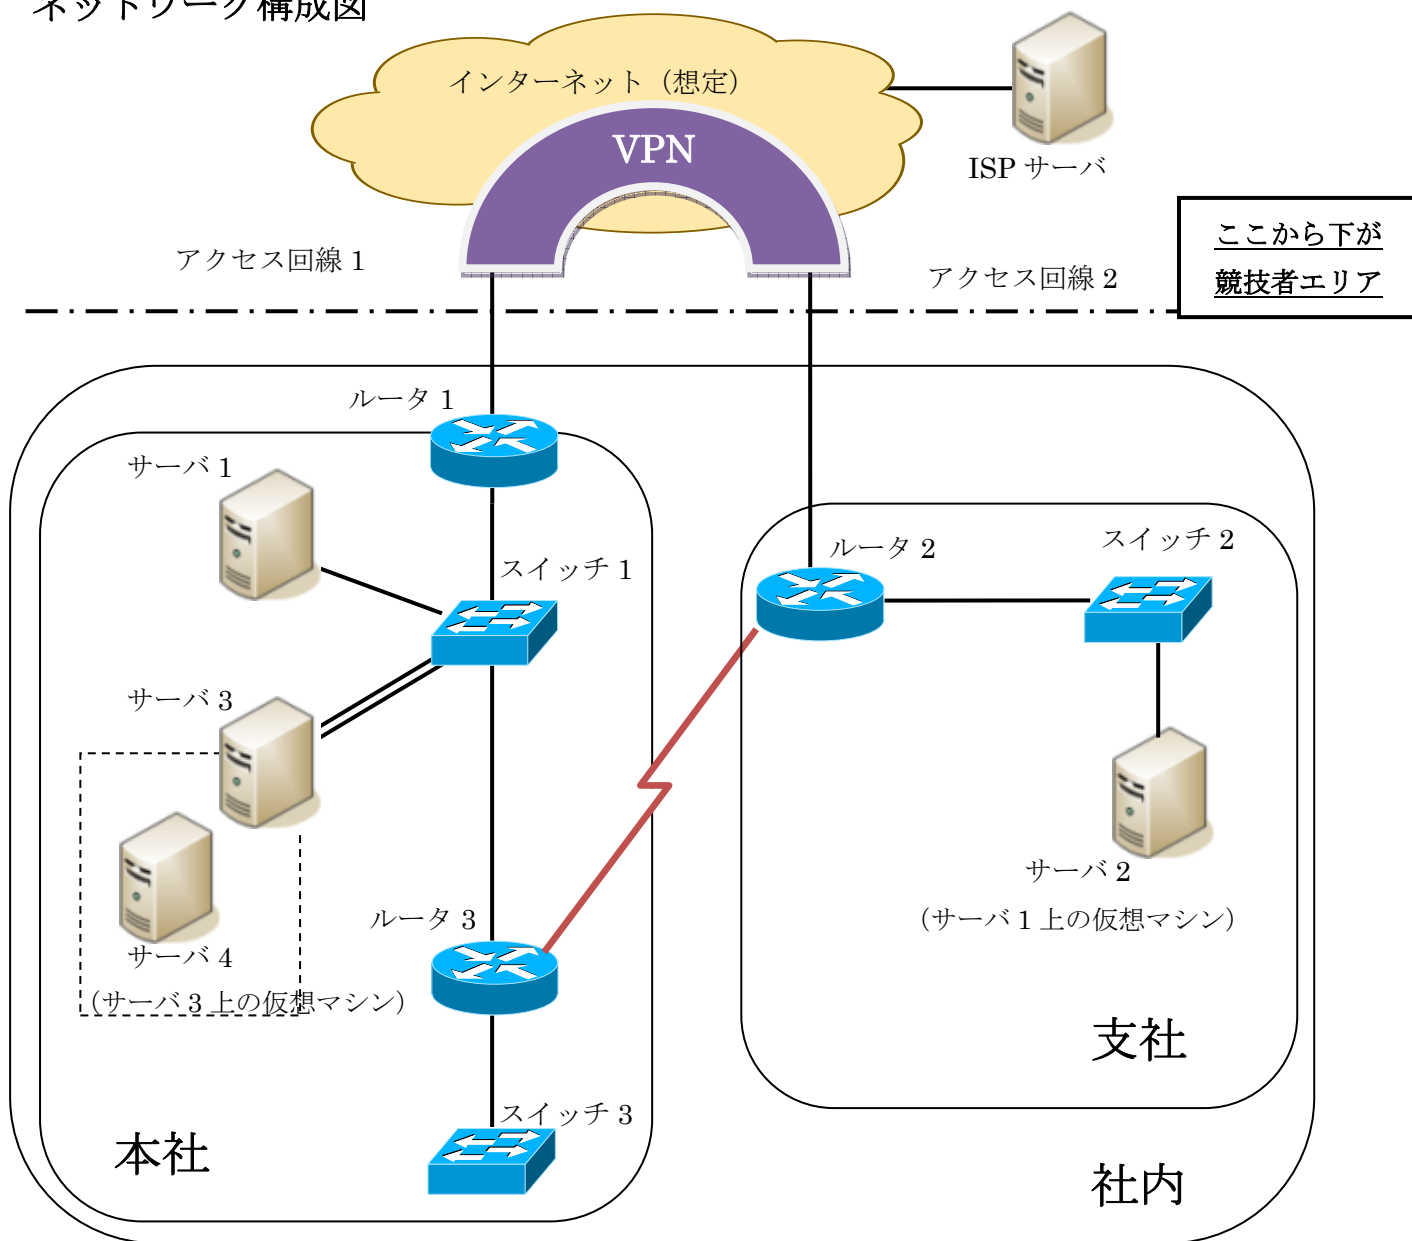 ネットワーク構成図
インターネット（想定）
VPN
ISP サーバ
ここから下が
競技者エリア
アクセス回線 1
アクセス回線 2
ルータ 1
サーバ 1
スイッチ 1
ルータ 2
スイッチ 2
サーバ 3
サーバ 2
（サーバ 1 上の仮想マシン）
ルータ 3
サーバ 4
（サーバ 3 上の仮想マシン）
支社
スイッチ 3
本社
社内